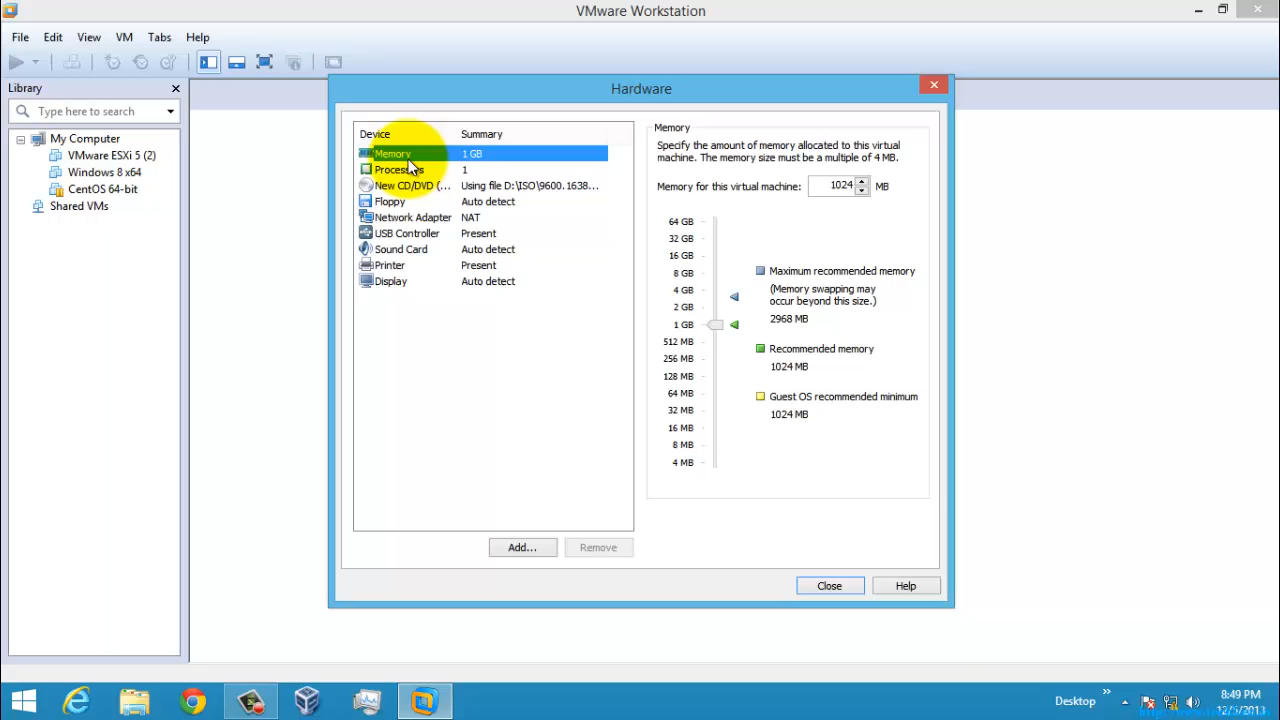 VMware Workstation
File Edit View VM Tabs Help
Library
Type here to search
My Computer
VMware ESXi 5 (2)
Windows 8 x64
CentOS 64-bit
Shared VMs
Hardware
Device Summary
Memory 1 GB
Processors 1
New CD/DVD (... Using file D:\ISO\9600.1638...
Floppy Auto detect
Network Adapter NAT
USB Controller Present
Sound Card Auto detect
Printer Present
Display Auto detect
Add... Remove
Memory
Specify the amount of memory allocated to this virtual
machine. The memory size must be a multiple of 4 MB.
Memory for this virtual machine: 1024 MB
64 GB
32 GB
16 GB
8 GB
4 GB
2 GB
1 GB
512 MB
256 MB
128 MB
64 MB
32 MB
16 MB
8 MB
4 MB
Maximum recommended memory
(Memory swapping may
occur beyond this size.)
2968 MB
Recommended memory
1024 MB
Guest OS recommended minimum
1024 MB
Close Help
Desktop
8:49 PM